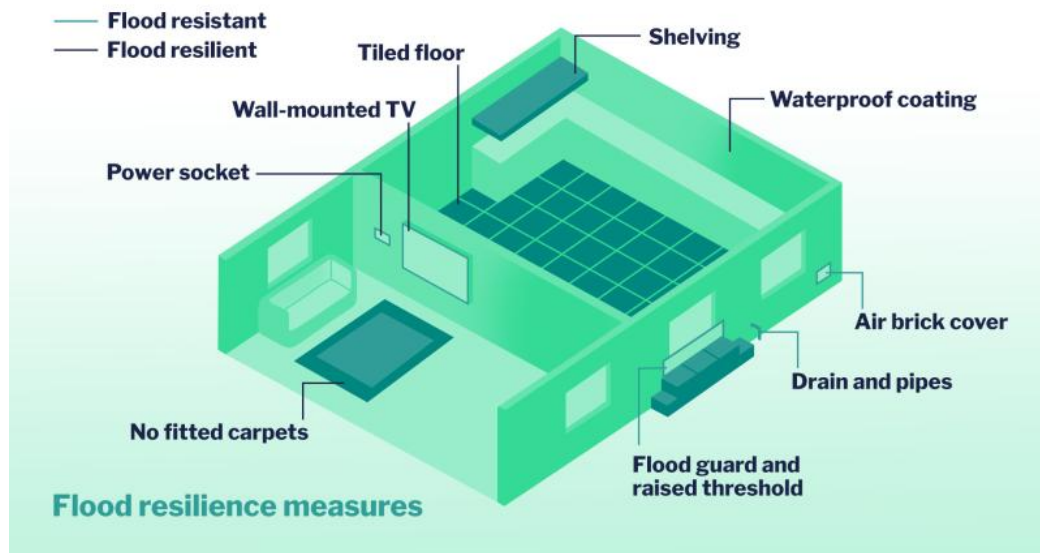 Flood resistant
Flood resilient
Tiled floor
Shelving
Wall-mounted TV
Waterproof coating
Power socket
Air brick cover
Drain and pipes
No fitted carpets
Flood guard and
raised threshold
Flood resilience measures